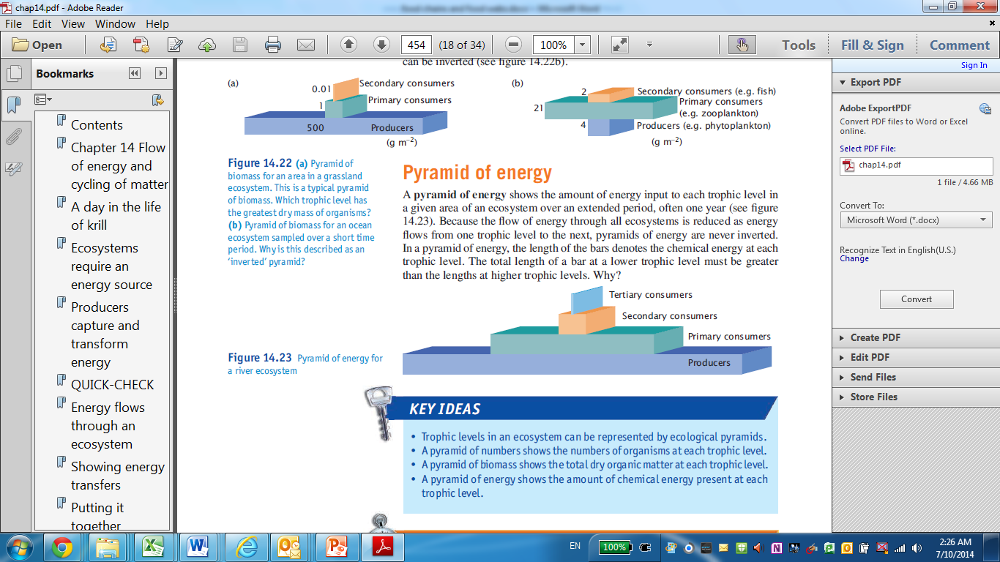 chap14.pdf - Adobe Reader
File Edit View Window Help
Open 454 (18 of 34) 100% Tools Fill & Sign Comment
Sign In
Bookmarks
Contents
Chapter 14 Flow
of energy and
cycling of matter
A day in the life
of krill
Ecosystems
require an
energy source
Producers
capture and
transform
energy
QUICK-CHECK
Energy flows
through an
ecosystem
Showing energy
transfers
Putting it
together
can be inverted (see figure 14.22b).
(a)
0.01 Secondary consumers
1 Primary consumers
500 Producers
(g m⁻²)
(b)
2 Secondary consumers (e.g. fish)
21 Primary consumers
(e.g. zooplankton)
4 Producers (e.g. phytoplankton)
(g m⁻²)
Figure 14.22 (a) Pyramid of
biomass for an area in a grassland
ecosystem. This is a typical pyramid
of biomass. Which trophic level has
the greatest dry mass of organisms?
(b) Pyramid of biomass for an ocean
ecosystem sampled over a short time
period. Why is this described as an
‘inverted’ pyramid?
Pyramid of energy
A pyramid of energy shows the amount of energy input to each trophic level in
a given area of an ecosystem over an extended period, often one year (see figure
14.23). Because the flow of energy through all ecosystems is reduced as energy
flows from one trophic level to the next, pyramids of energy are never inverted.
In a pyramid of energy, the length of the bars denotes the chemical energy at each
trophic level. The total length of a bar at a lower trophic level must be greater
than the lengths at higher trophic levels. Why?
Tertiary consumers
Secondary consumers
Primary consumers
Producers
Figure 14.23 Pyramid of energy for
a river ecosystem
KEY IDEAS
• Trophic levels in an ecosystem can be represented by ecological pyramids.
• A pyramid of numbers shows the numbers of organisms at each trophic level.
• A pyramid of biomass shows the total dry organic matter at each trophic level.
• A pyramid of energy shows the amount of chemical energy present at each
trophic level.
Export PDF
Adobe ExportPDF
Convert PDF files to Word or Excel
online.
Select PDF File:
chap14.pdf
1 file / 4.66 MB
Convert To:
Microsoft Word (*.docx)
Recognize Text in English(U.S.)
Change
Convert
Create PDF
Edit PDF
Send Files
Store Files
EN
100%
2:26 AM
7/10/2014